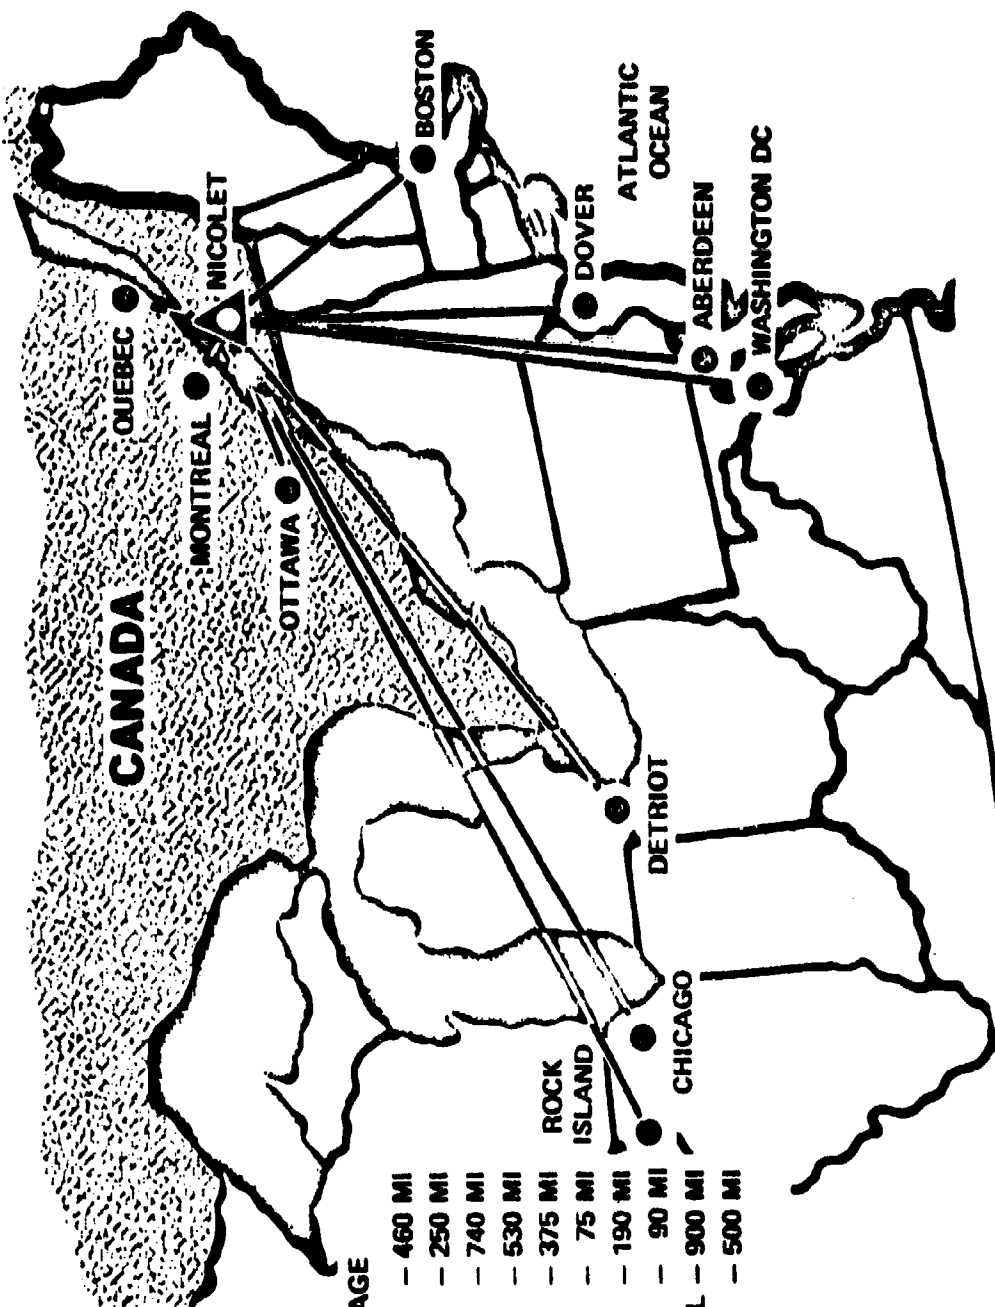 CANADA
QUEBEC
MONTREAL
OTTAWA
NICOLET
BOSTON
ATLANTIC
OCEAN
DOVER
ABERDEEN
WASHINGTON DC
DETRIOT
CHICAGO
ROCK
ISLAND
AGE
– 460 MI
– 250 MI
– 740 MI
– 530 MI
– 375 MI
– 75 MI
– 190 MI
– 90 MI
L – 900 MI
– 500 MI